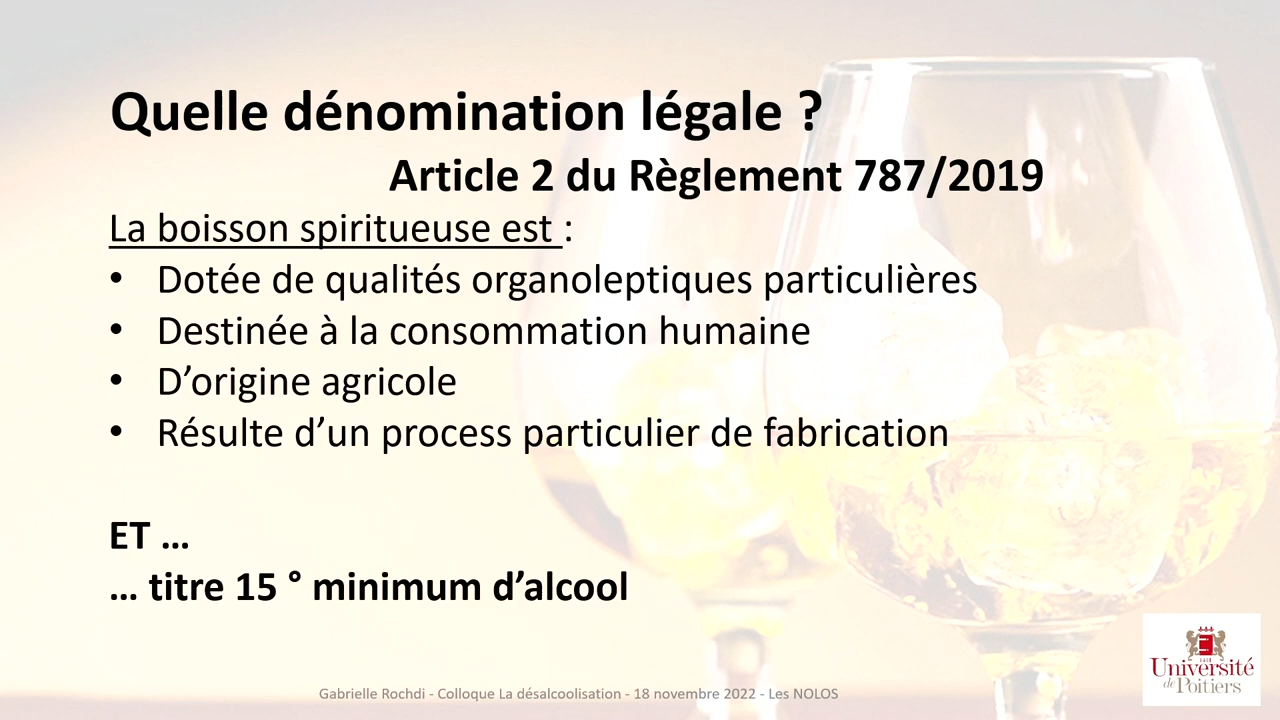 Quelle dénomination légale ?
Article 2 du Règlement 787/2019
La boisson spiritueuse est :
• Dotée de qualités organoleptiques particulières
• Destinée à la consommation humaine
• D’origine agricole
• Résulte d’un process particulier de fabrication
ET …
… titre 15 ° minimum d’alcool
Gabrielle Rochdi - Colloque La désalcoolisation - 18 novembre 2022 - Les NOLOS
Université
de Poitiers